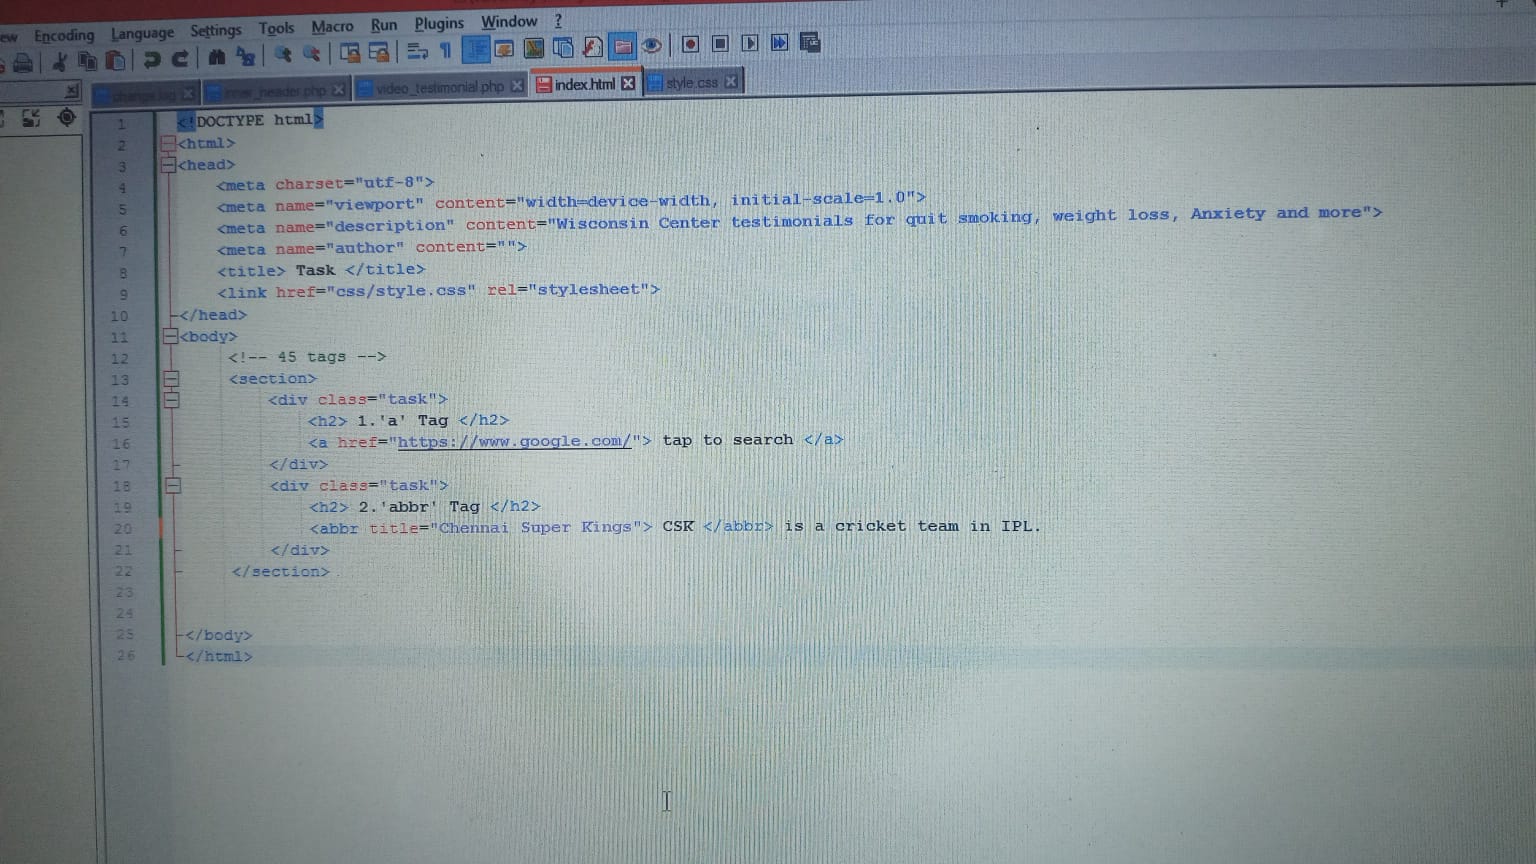 Encoding Language Settings Tools Macro Run Plugins Window ?
inner_header.php video_testimonial.php index.html style.css
1 <!DOCTYPE html>
2 <html>
3 <head>
4 <meta charset="utf-8">
5 <meta name="viewport" content="width=device-width, initial-scale=1.0">
6 <meta name="description" content="Wisconsin Center testimonials for quit smoking, weight loss, Anxiety and more">
7 <meta name="author" content="">
8 <title> Task </title>
9 <link href="css/style.css" rel="stylesheet">
10 </head>
11 <body>
12 <!-- 45 tags -->
13 <section>
14 <div class="task">
15 <h2> 1.'a' Tag </h2>
16 <a href="https://www.google.com/"> tap to search </a>
17 </div>
18 <div class="task">
19 <h2> 2.'abbr' Tag </h2>
20 <abbr title="Chennai Super Kings"> CSK </abbr> is a cricket team in IPL.
21 </div>
22 </section>
23
24
25 </body>
26 </html>